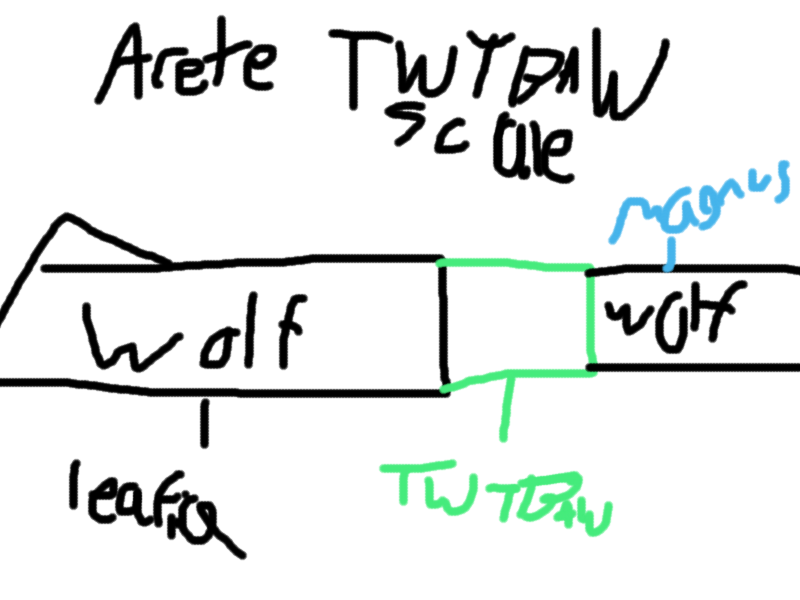 Arete TWTBAW
scale
magnus
wolf wolf
leafia
TWTBAW